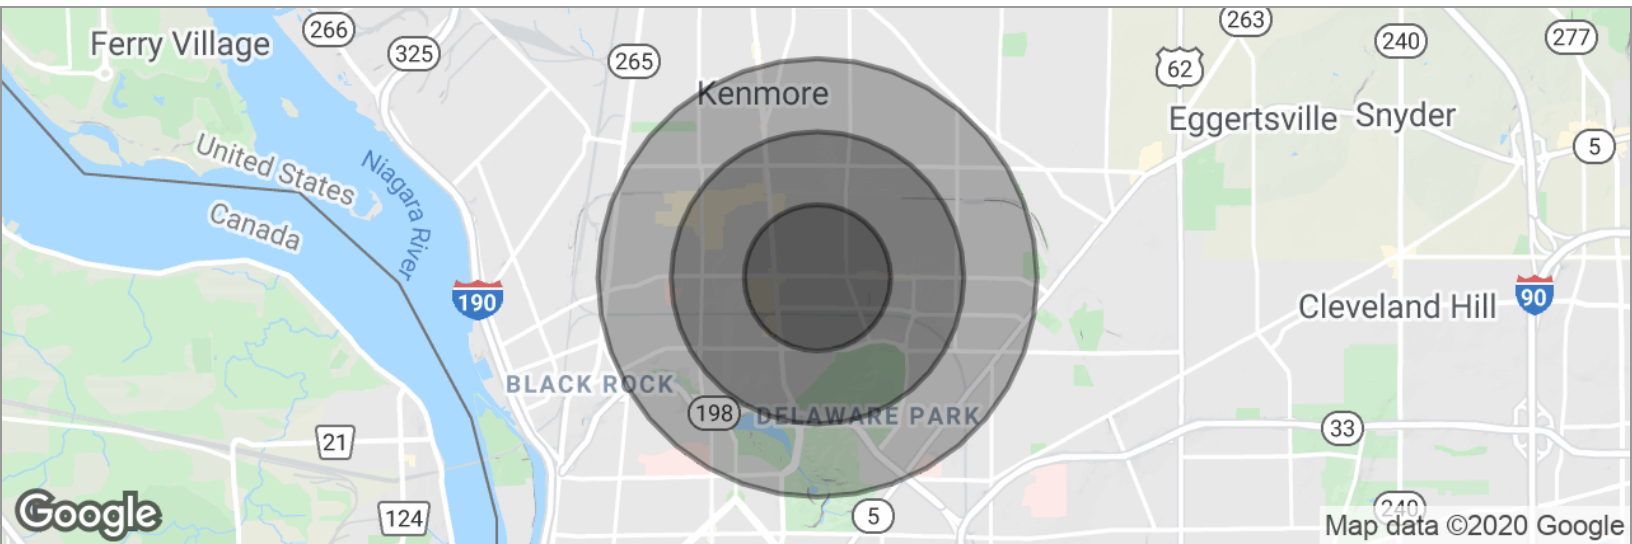 263
266
277
Ferry Village
325
240
265
62
Kenmore
Eggertsville
Snyder
5
United States
Niagara River
Canada
190
90
Cleveland Hill
BLACK ROCK
198
DELAWARE PARK
33
21
240
Google
124
5
Map data ©2020 Google